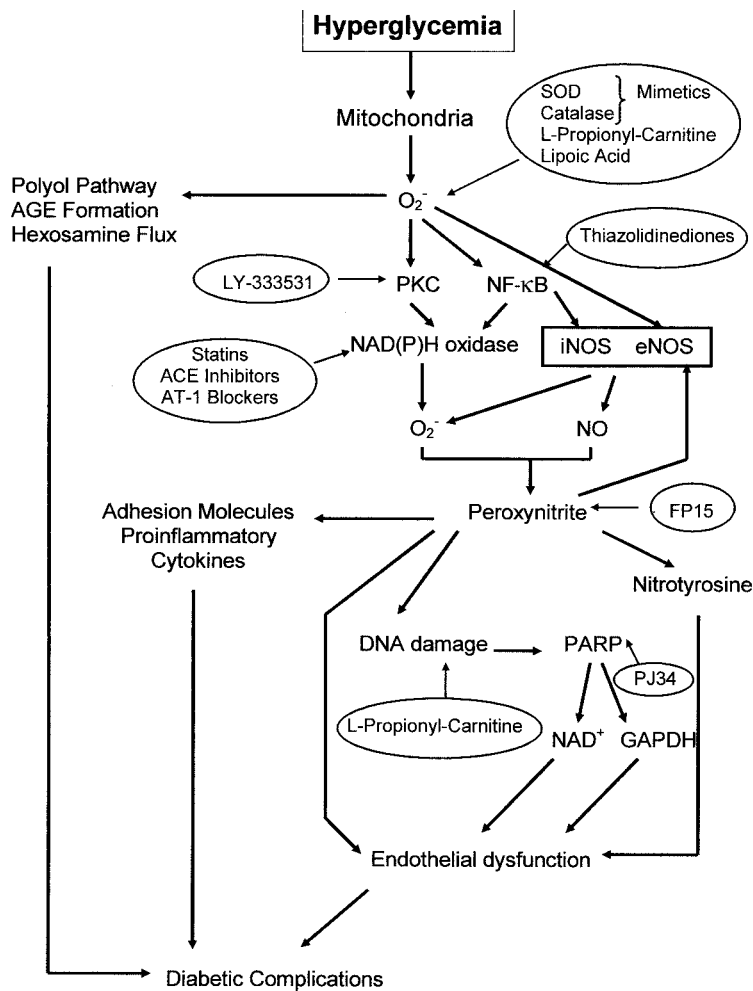 Hyperglycemia
Mitochondria
SOD
Catalase
Mimetics
L-Propionyl-Carnitine
Lipoic Acid
O₂⁻
Polyol Pathway
AGE Formation
Hexosamine Flux
Thiazolidinediones
LY-333531
PKC
NF-κB
Statins
ACE Inhibitors
AT-1 Blockers
NAD(P)H oxidase
iNOS eNOS
O₂⁻
NO
Adhesion Molecules
Proinflammatory
Cytokines
Peroxynitrite
FP15
Nitrotyrosine
DNA damage
PARP
PJ34
L-Propionyl-Carnitine
NAD⁺
GAPDH
Endothelial dysfunction
Diabetic Complications